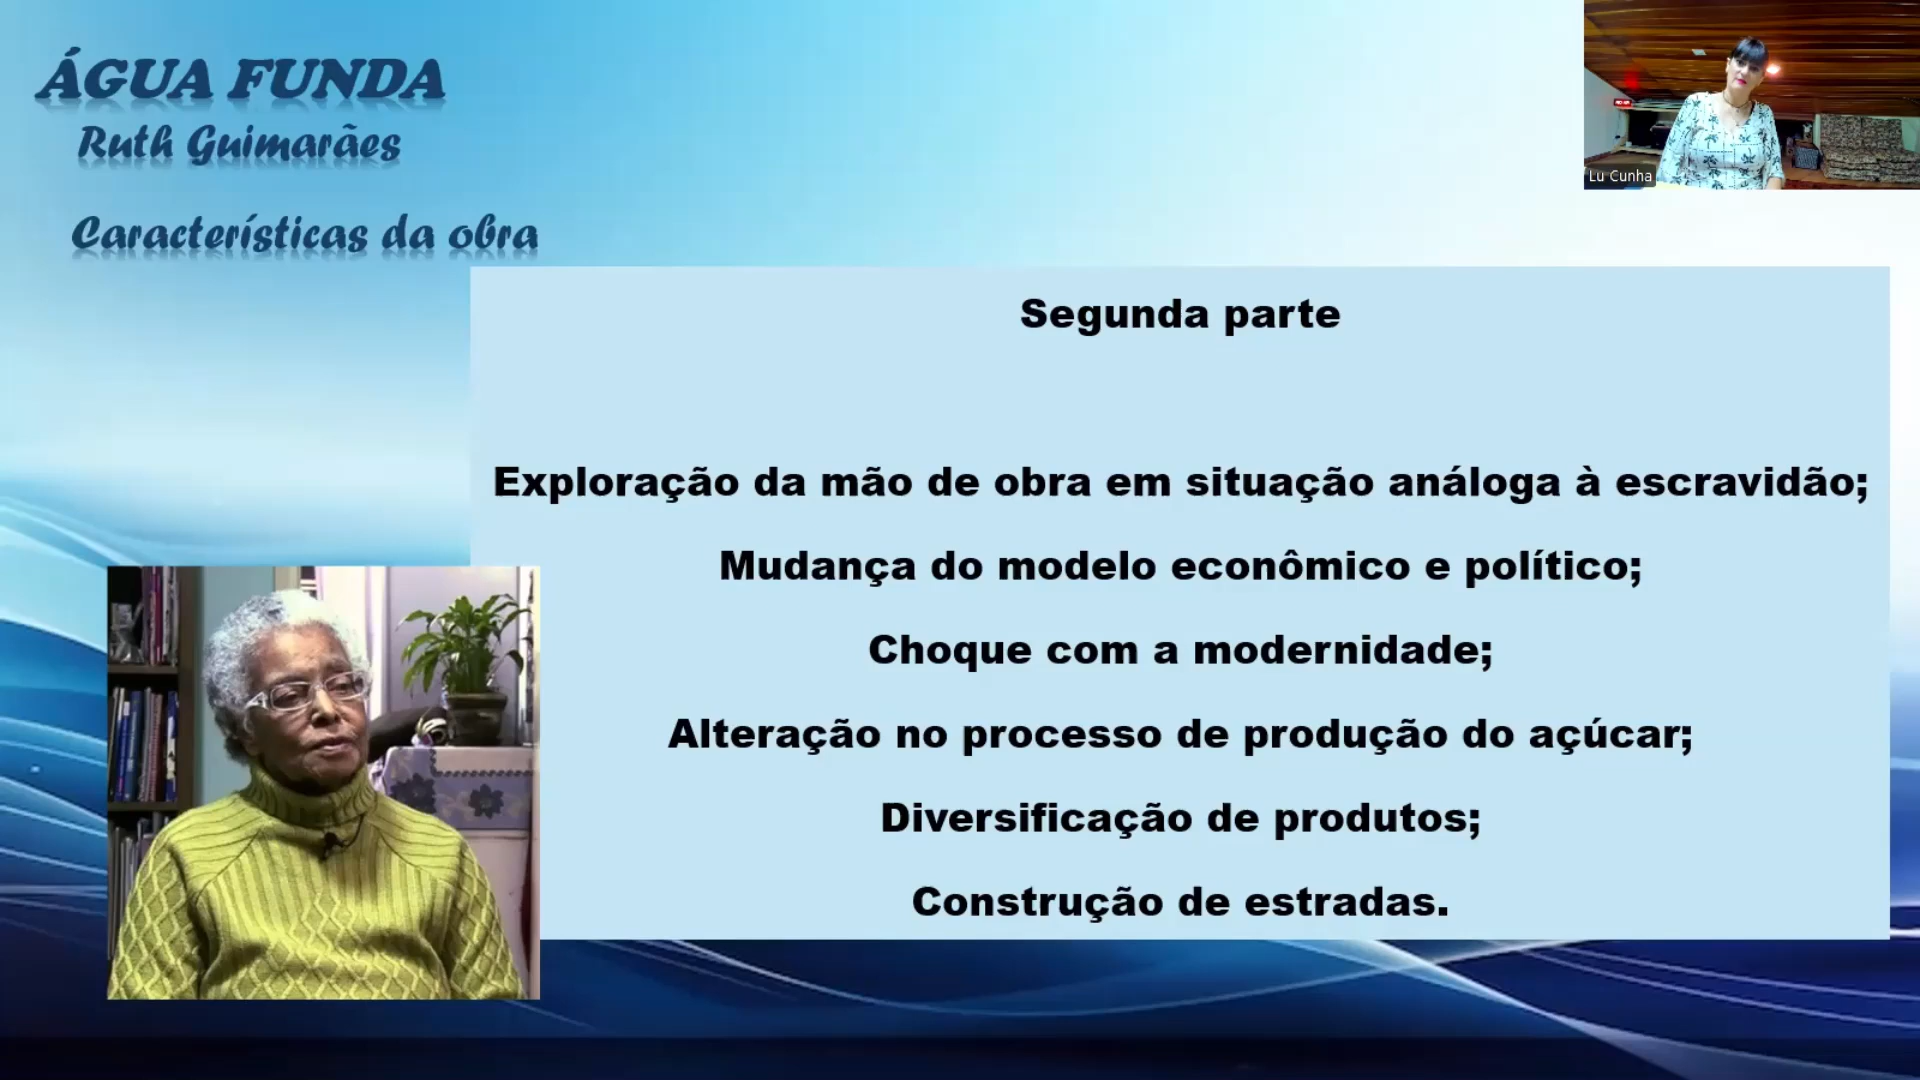 ÁGUA FUNDA
Ruth Guimarães
Características da obra
Lu Cunha
Segunda parte
Exploração da mão de obra em situação análoga à escravidão;
Mudança do modelo econômico e político;
Choque com a modernidade;
Alteração no processo de produção do açúcar;
Diversificação de produtos;
Construção de estradas.